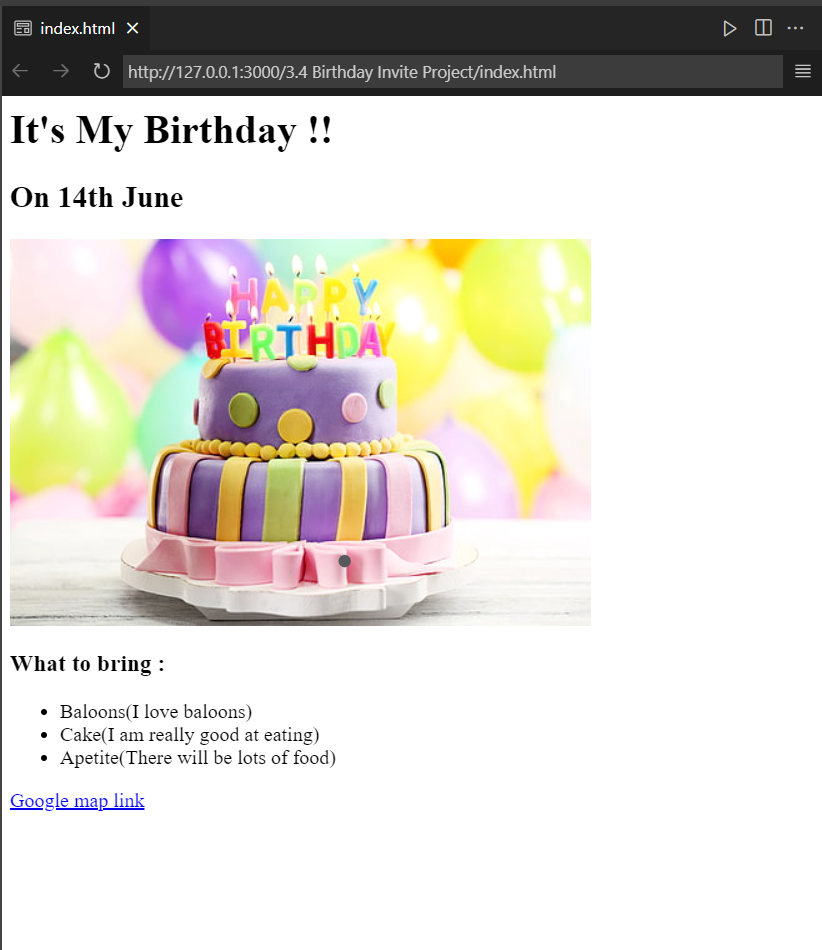 index.html
http://127.0.0.1:3000/3.4 Birthday Invite Project/index.html
It's My Birthday !!
On 14th June
HAPPY
BIRTHDAY
What to bring :
Baloons(I love baloons)
Cake(I am really good at eating)
Apetite(There will be lots of food)
Google map link